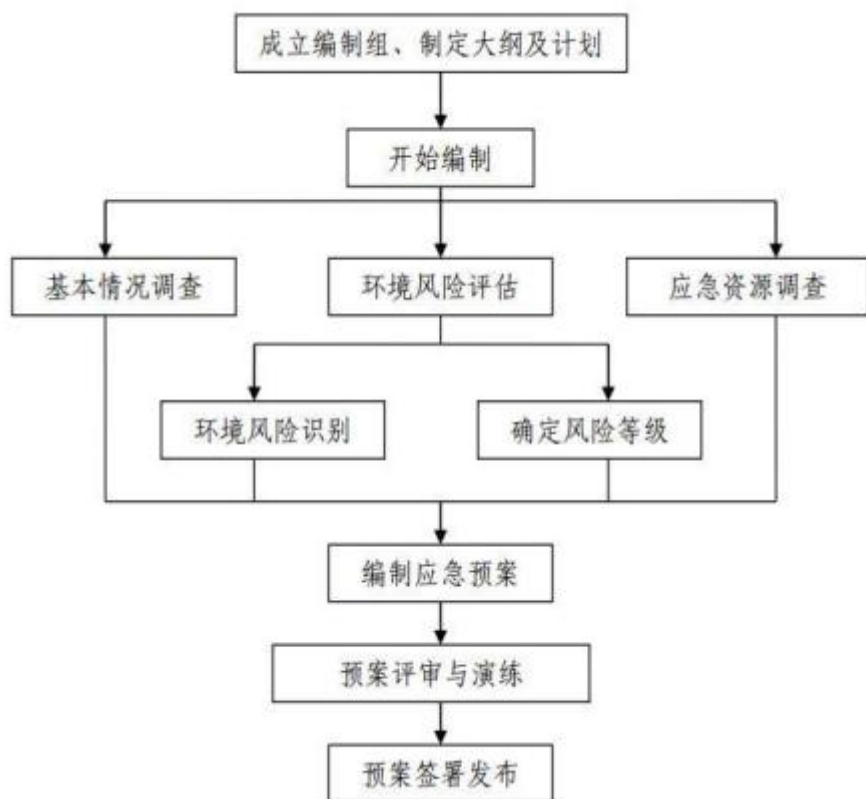 成立编制组、制定大纲及计划
开始编制
基本情况调查
环境风险评估
应急资源调查
环境风险识别
确定风险等级
编制应急预案
预案评审与演练
预案签署发布